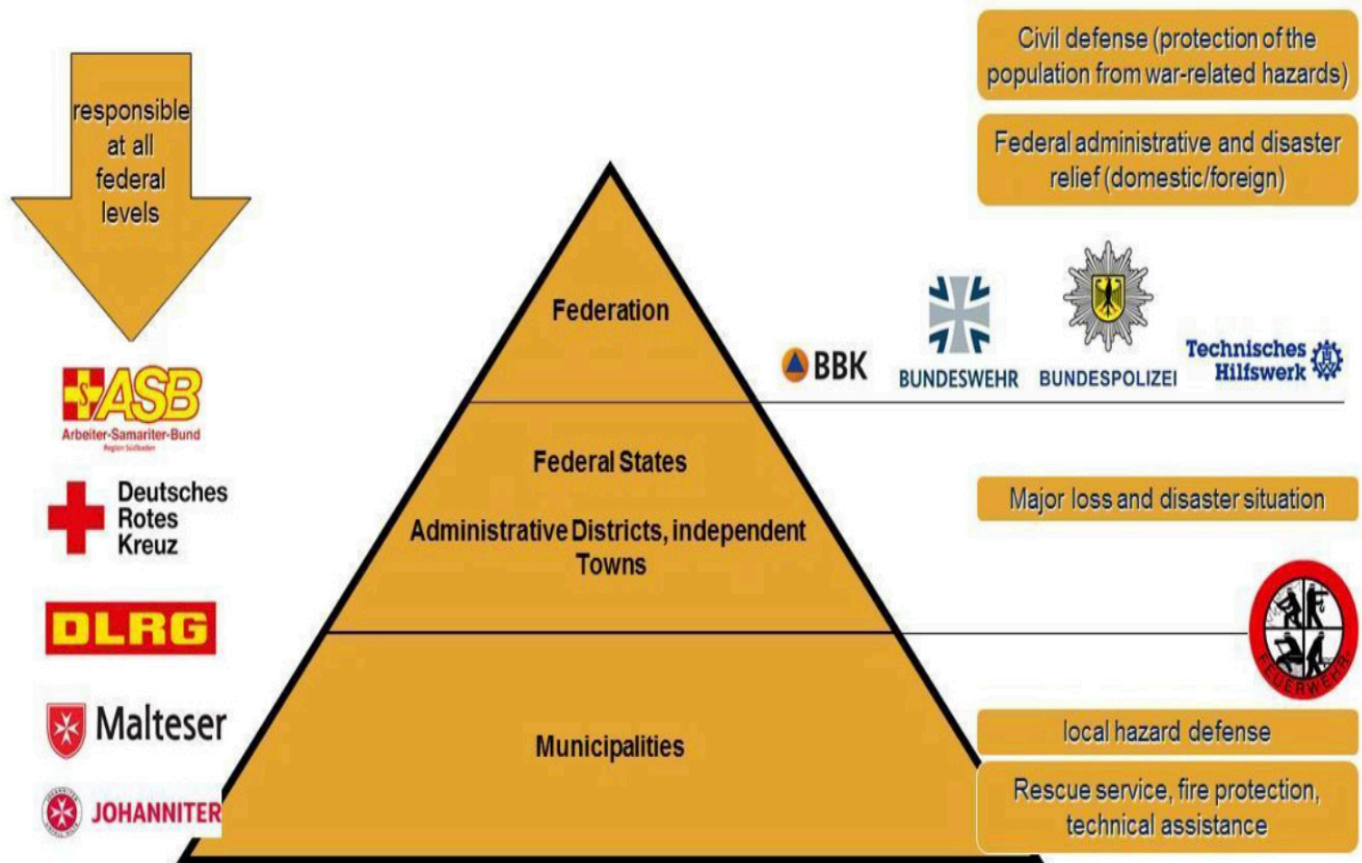 responsible
at all
federal
levels
ASB
Arbeiter-Samariter-Bund
Region Südbaden
Deutsches
Rotes
Kreuz
DLRG
Malteser
JOHANNITER
Federation
Federal States
Administrative Districts, independent
Towns
Municipalities
Civil defense (protection of the
population from war-related hazards)
Federal administrative and disaster
relief (domestic/foreign)
BBK
BUNDESWEHR
BUNDESPOLIZEI
Technisches
Hilfswerk
Major loss and disaster situation
FEUERWEHR
local hazard defense
Rescue service, fire protection,
technical assistance